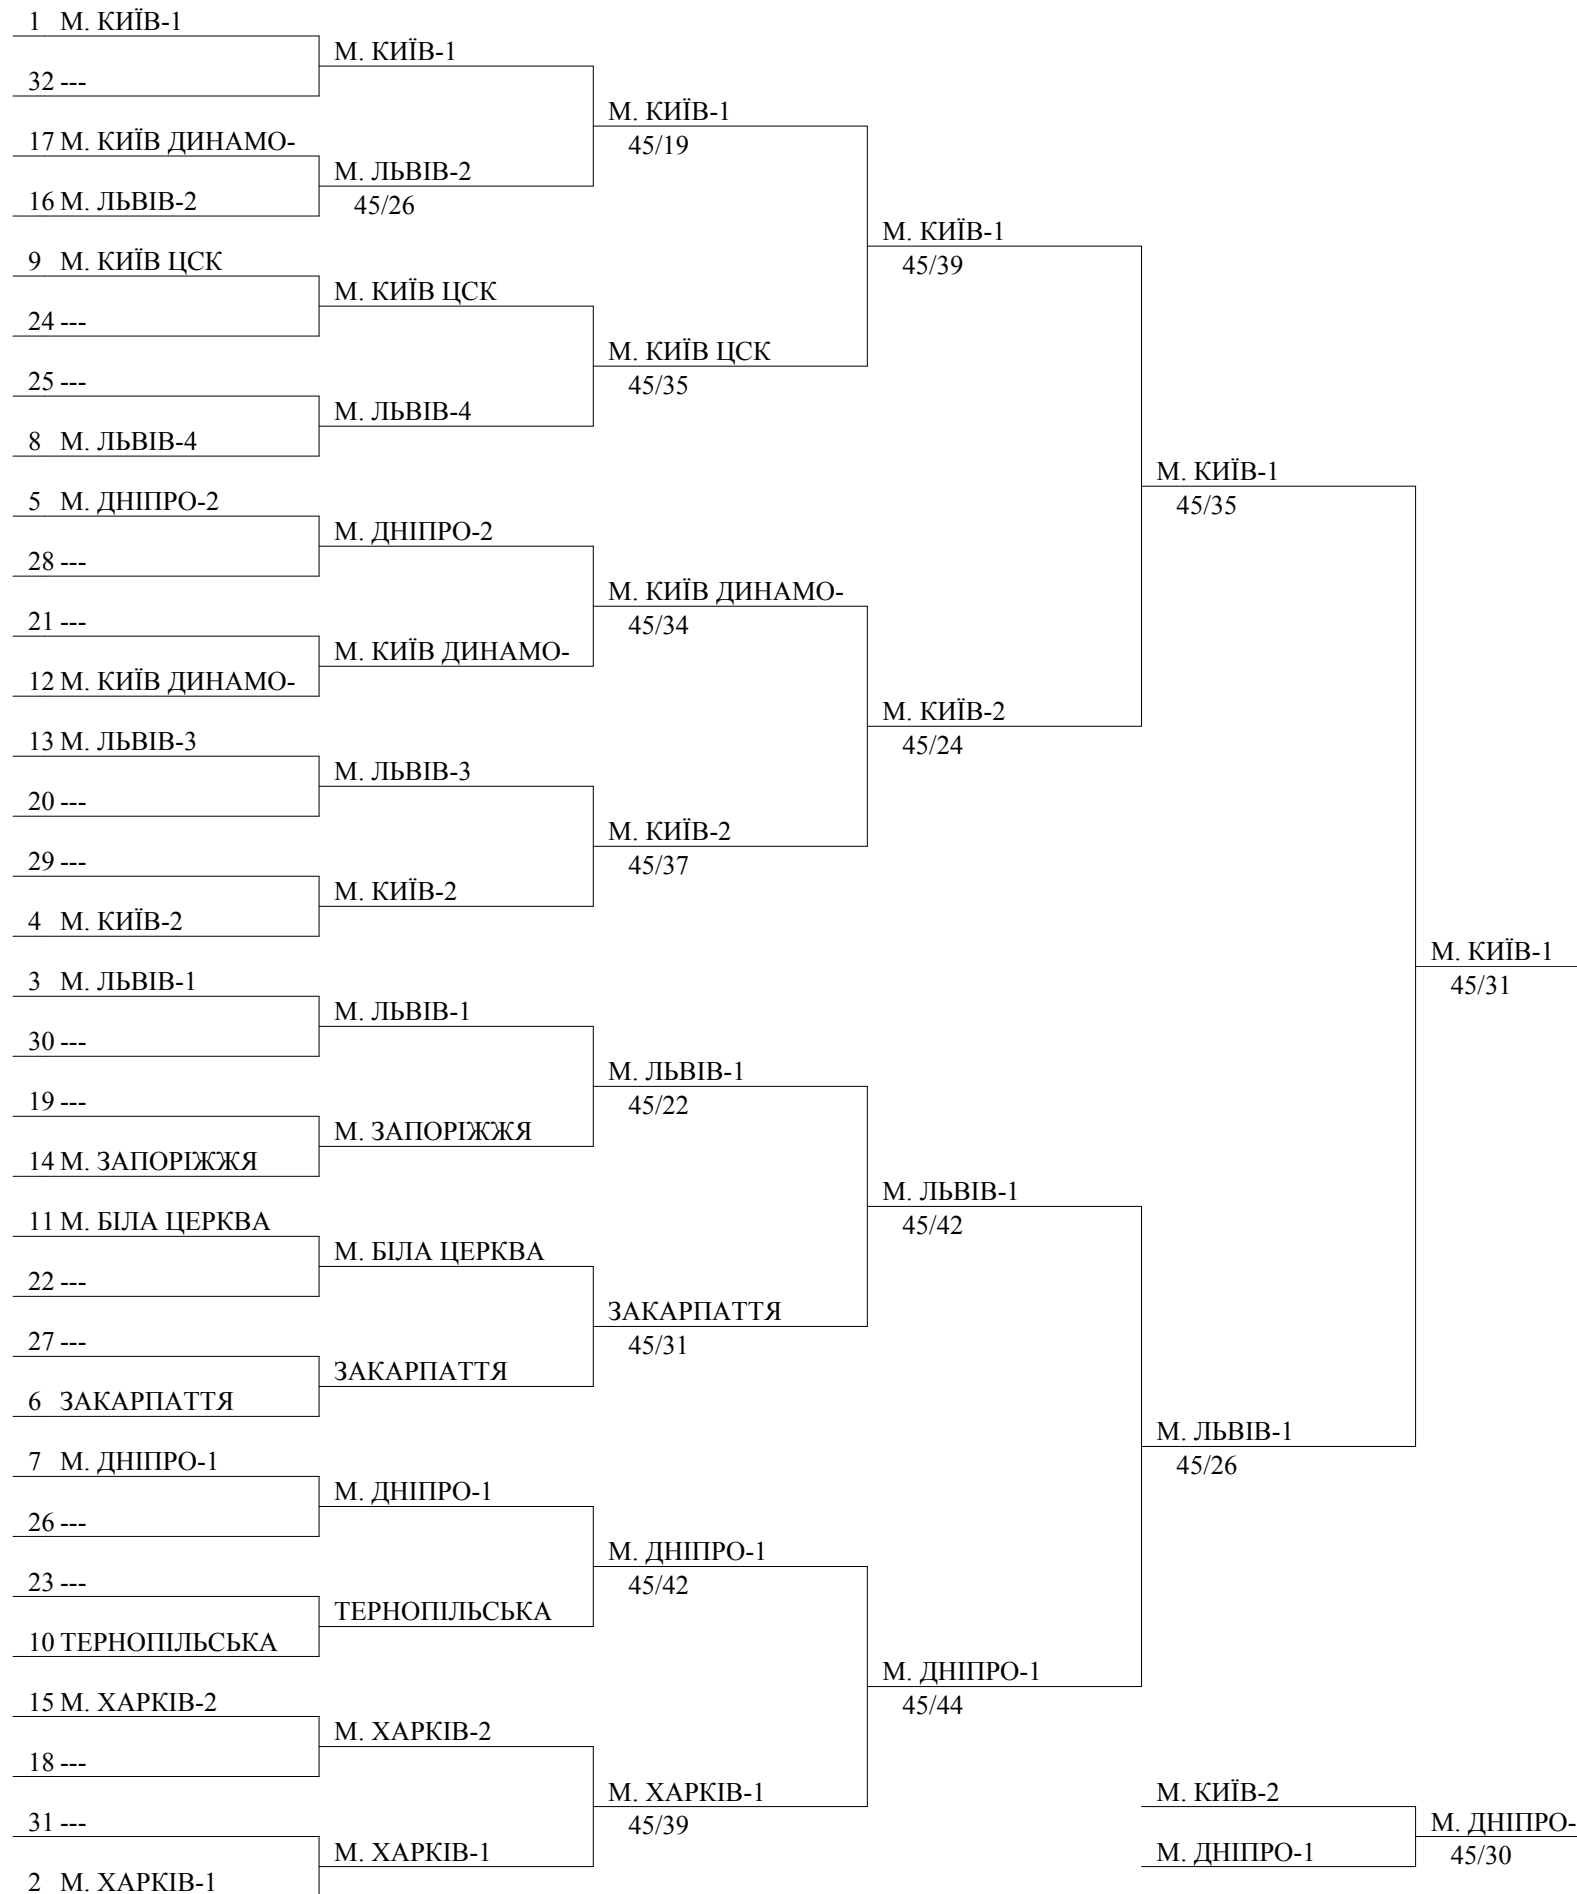 1 М. КИЇВ-1
32 ---
17 М. КИЇВ ДИНАМО-
16 М. ЛЬВІВ-2
9 М. КИЇВ ЦСК
24 ---
25 ---
8 М. ЛЬВІВ-4
5 М. ДНІПРО-2
28 ---
21 ---
12 М. КИЇВ ДИНАМО-
13 М. ЛЬВІВ-3
20 ---
29 ---
4 М. КИЇВ-2
3 М. ЛЬВІВ-1
30 ---
19 ---
14 М. ЗАПОРІЖЖЯ
11 М. БІЛА ЦЕРКВА
22 ---
27 ---
6 ЗАКАРПАТТЯ
7 М. ДНІПРО-1
26 ---
23 ---
10 ТЕРНОПІЛЬСЬКА
15 М. ХАРКІВ-2
18 ---
31 ---
2 М. ХАРКІВ-1
М. КИЇВ-1
М. ЛЬВІВ-2
45/26
М. КИЇВ ЦСК
М. ЛЬВІВ-4
М. ДНІПРО-2
М. КИЇВ ДИНАМО-
М. ЛЬВІВ-3
М. КИЇВ-2
М. ЛЬВІВ-1
М. ЗАПОРІЖЖЯ
М. БІЛА ЦЕРКВА
ЗАКАРПАТТЯ
М. ДНІПРО-1
ТЕРНОПІЛЬСЬКА
М. ХАРКІВ-2
М. ХАРКІВ-1
М. КИЇВ-1
45/19
М. КИЇВ ЦСК
45/35
М. КИЇВ ДИНАМО-
45/34
М. КИЇВ-2
45/37
М. ЛЬВІВ-1
45/22
ЗАКАРПАТТЯ
45/31
М. ДНІПРО-1
45/42
М. ХАРКІВ-1
45/39
М. КИЇВ-1
45/39
М. КИЇВ-2
45/24
М. ЛЬВІВ-1
45/42
М. ДНІПРО-1
45/44
М. КИЇВ-1
45/35
М. ЛЬВІВ-1
45/26
М. КИЇВ-1
45/31
М. КИЇВ-2
М. ДНІПРО-1
М. ДНІПРО-
45/30